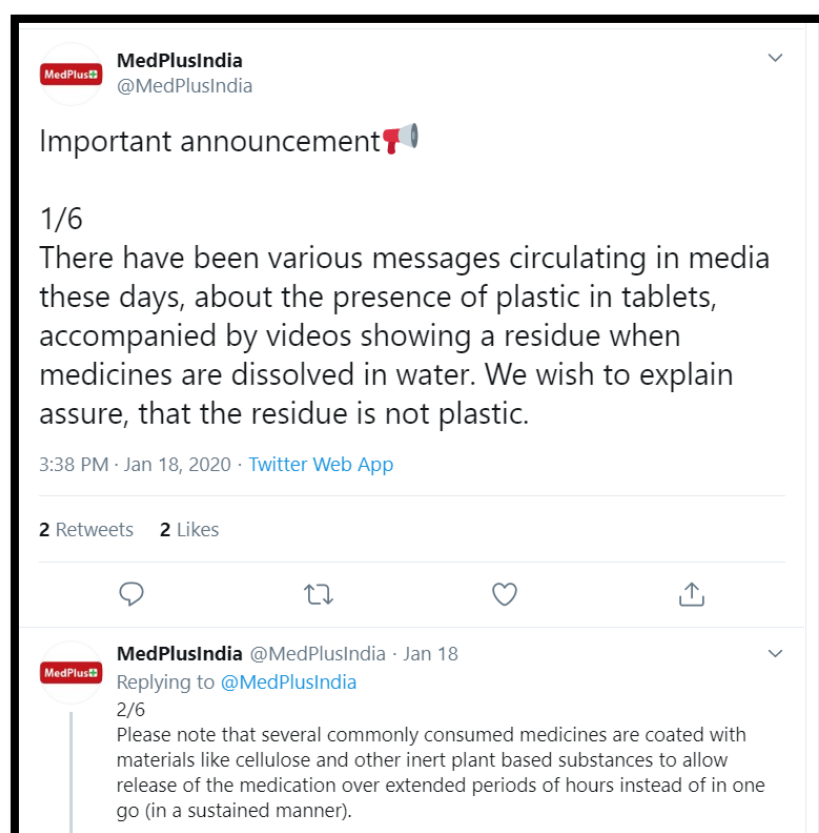 MedPlus
MedPlusIndia
@MedPlusIndia
Important announcement
1/6
There have been various messages circulating in media
these days, about the presence of plastic in tablets,
accompanied by videos showing a residue when
medicines are dissolved in water. We wish to explain
assure, that the residue is not plastic.
3:38 PM · Jan 18, 2020 · Twitter Web App
2 Retweets 2 Likes
MedPlus
MedPlusIndia @MedPlusIndia · Jan 18
Replying to @MedPlusIndia
2/6
Please note that several commonly consumed medicines are coated with
materials like cellulose and other inert plant based substances to allow
release of the medication over extended periods of hours instead of in one
go (in a sustained manner).